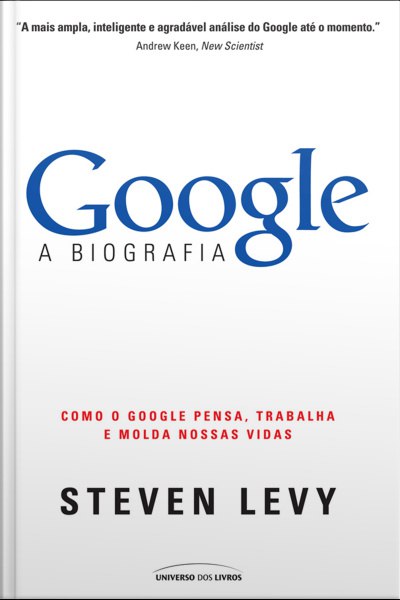 “A mais ampla, inteligente e agradável análise do Google até o momento.”
Andrew Keen, New Scientist
Google
A BIOGRAFIA
COMO O GOOGLE PENSA, TRABALHA
E MOLDA NOSSAS VIDAS
STEVEN LEVY
UNIVERSO DOS LIVROS